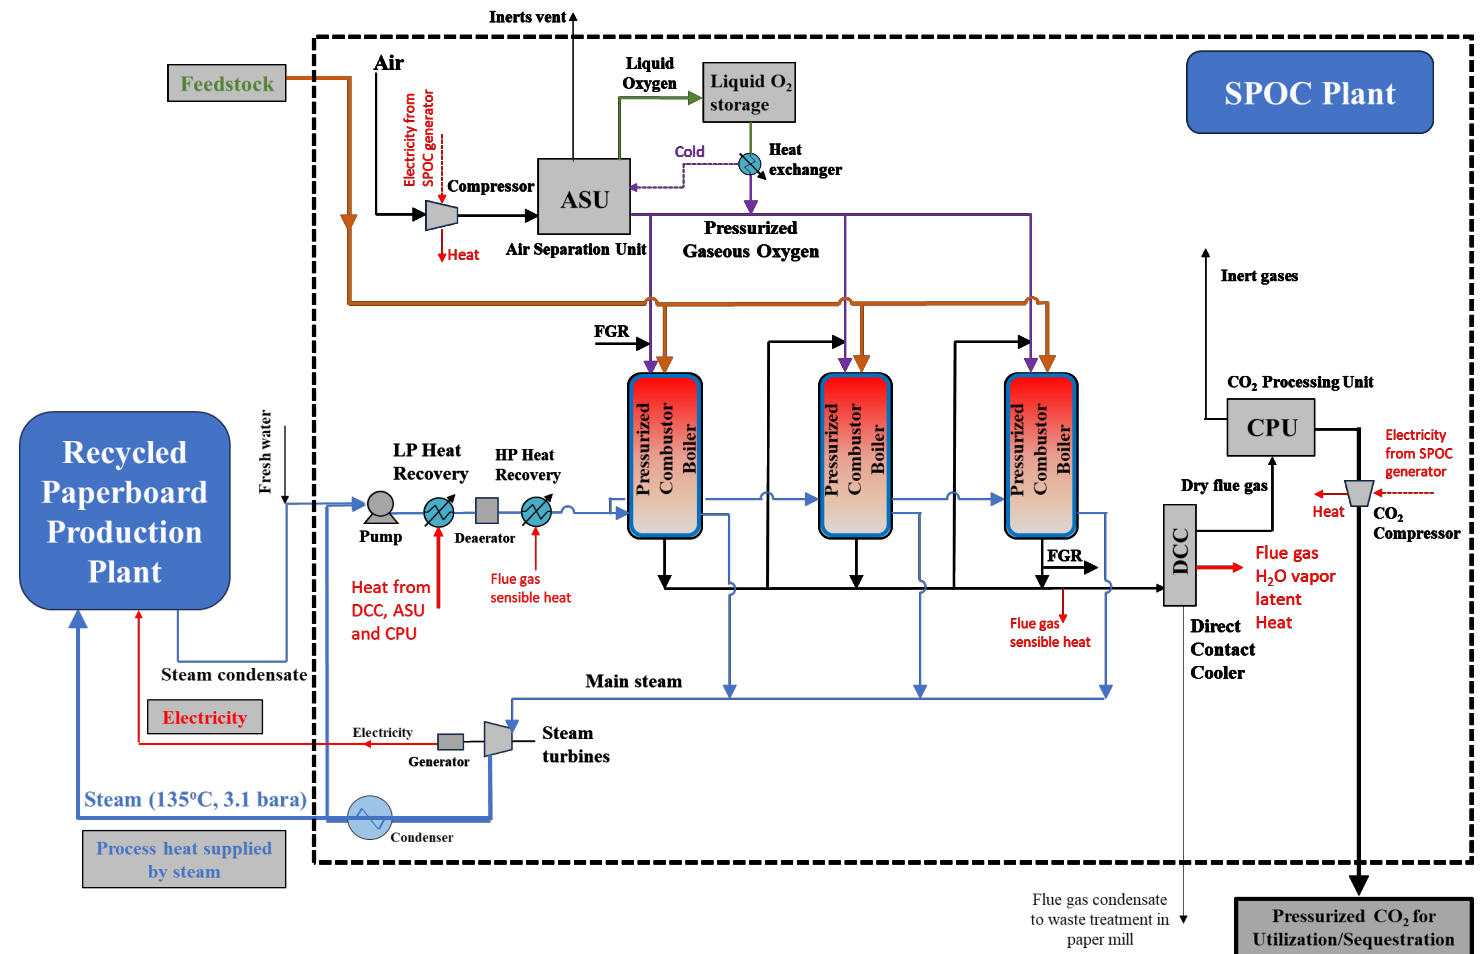 Inerts vent
Air
Feedstock
Liquid
Oxygen
Liquid O₂
storage
SPOC Plant
Electricity from
SPOC generator
Cold
Heat
exchanger
Compressor
ASU
Air Separation Unit
Heat
Pressurized
Gaseous Oxygen
Inert gases
FGR
Pressurized
Combustor
Boiler
Pressurized
Combustor
Boiler
Pressurized
Combustor
Boiler
CO₂ Processing Unit
CPU
Electricity
from SPOC
generator
Recycled
Paperboard
Production
Plant
Fresh water
LP Heat
Recovery
HP Heat
Recovery
Pump
Deaerator
Dry flue gas
Heat
CO₂
Compressor
Heat from
DCC, ASU
and CPU
Flue gas
sensible heat
FGR
DCC
Flue gas
H₂O vapor
latent
Heat
Flue gas
sensible heat
Direct
Contact
Cooler
Steam condensate
Main steam
Electricity
Electricity
Generator
Steam
turbines
Steam (135⁰C, 3.1 bara)
Condenser
Process heat supplied
by steam
Flue gas condensate
to waste treatment in
paper mill
Pressurized CO₂ for
Utilization/Sequestration